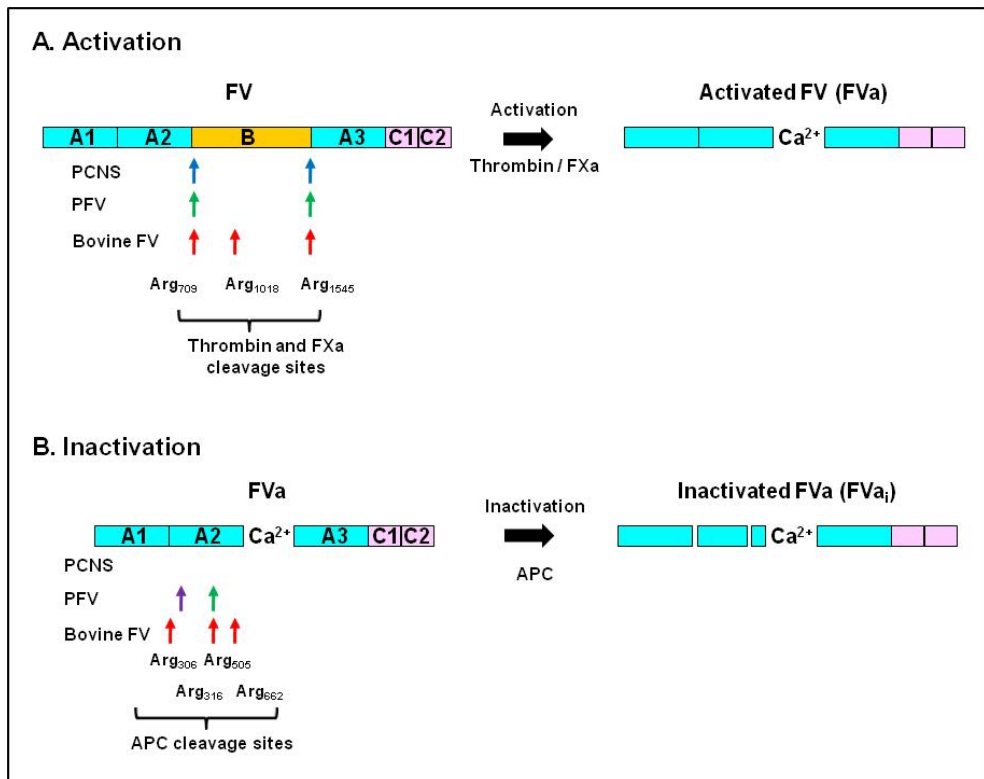 A. Activation
FV
Activated FV (FVa)
Activation
A1 A2 B A3 C1 C2
Ca²⁺
Thrombin / FXa
PCNS
PFV
Bovine FV
Arg₇₀₉ Arg₁₀₁₈ Arg₁₅₄₅
Thrombin and FXa
cleavage sites
B. Inactivation
FVa
Inactivated FVa (FVaᵢ)
Inactivation
A1 A2 Ca²⁺ A3 C1 C2
Ca²⁺
APC
PCNS
PFV
Bovine FV
Arg₃₀₆ Arg₅₀₅
Arg₃₁₆ Arg₆₆₂
APC cleavage sites